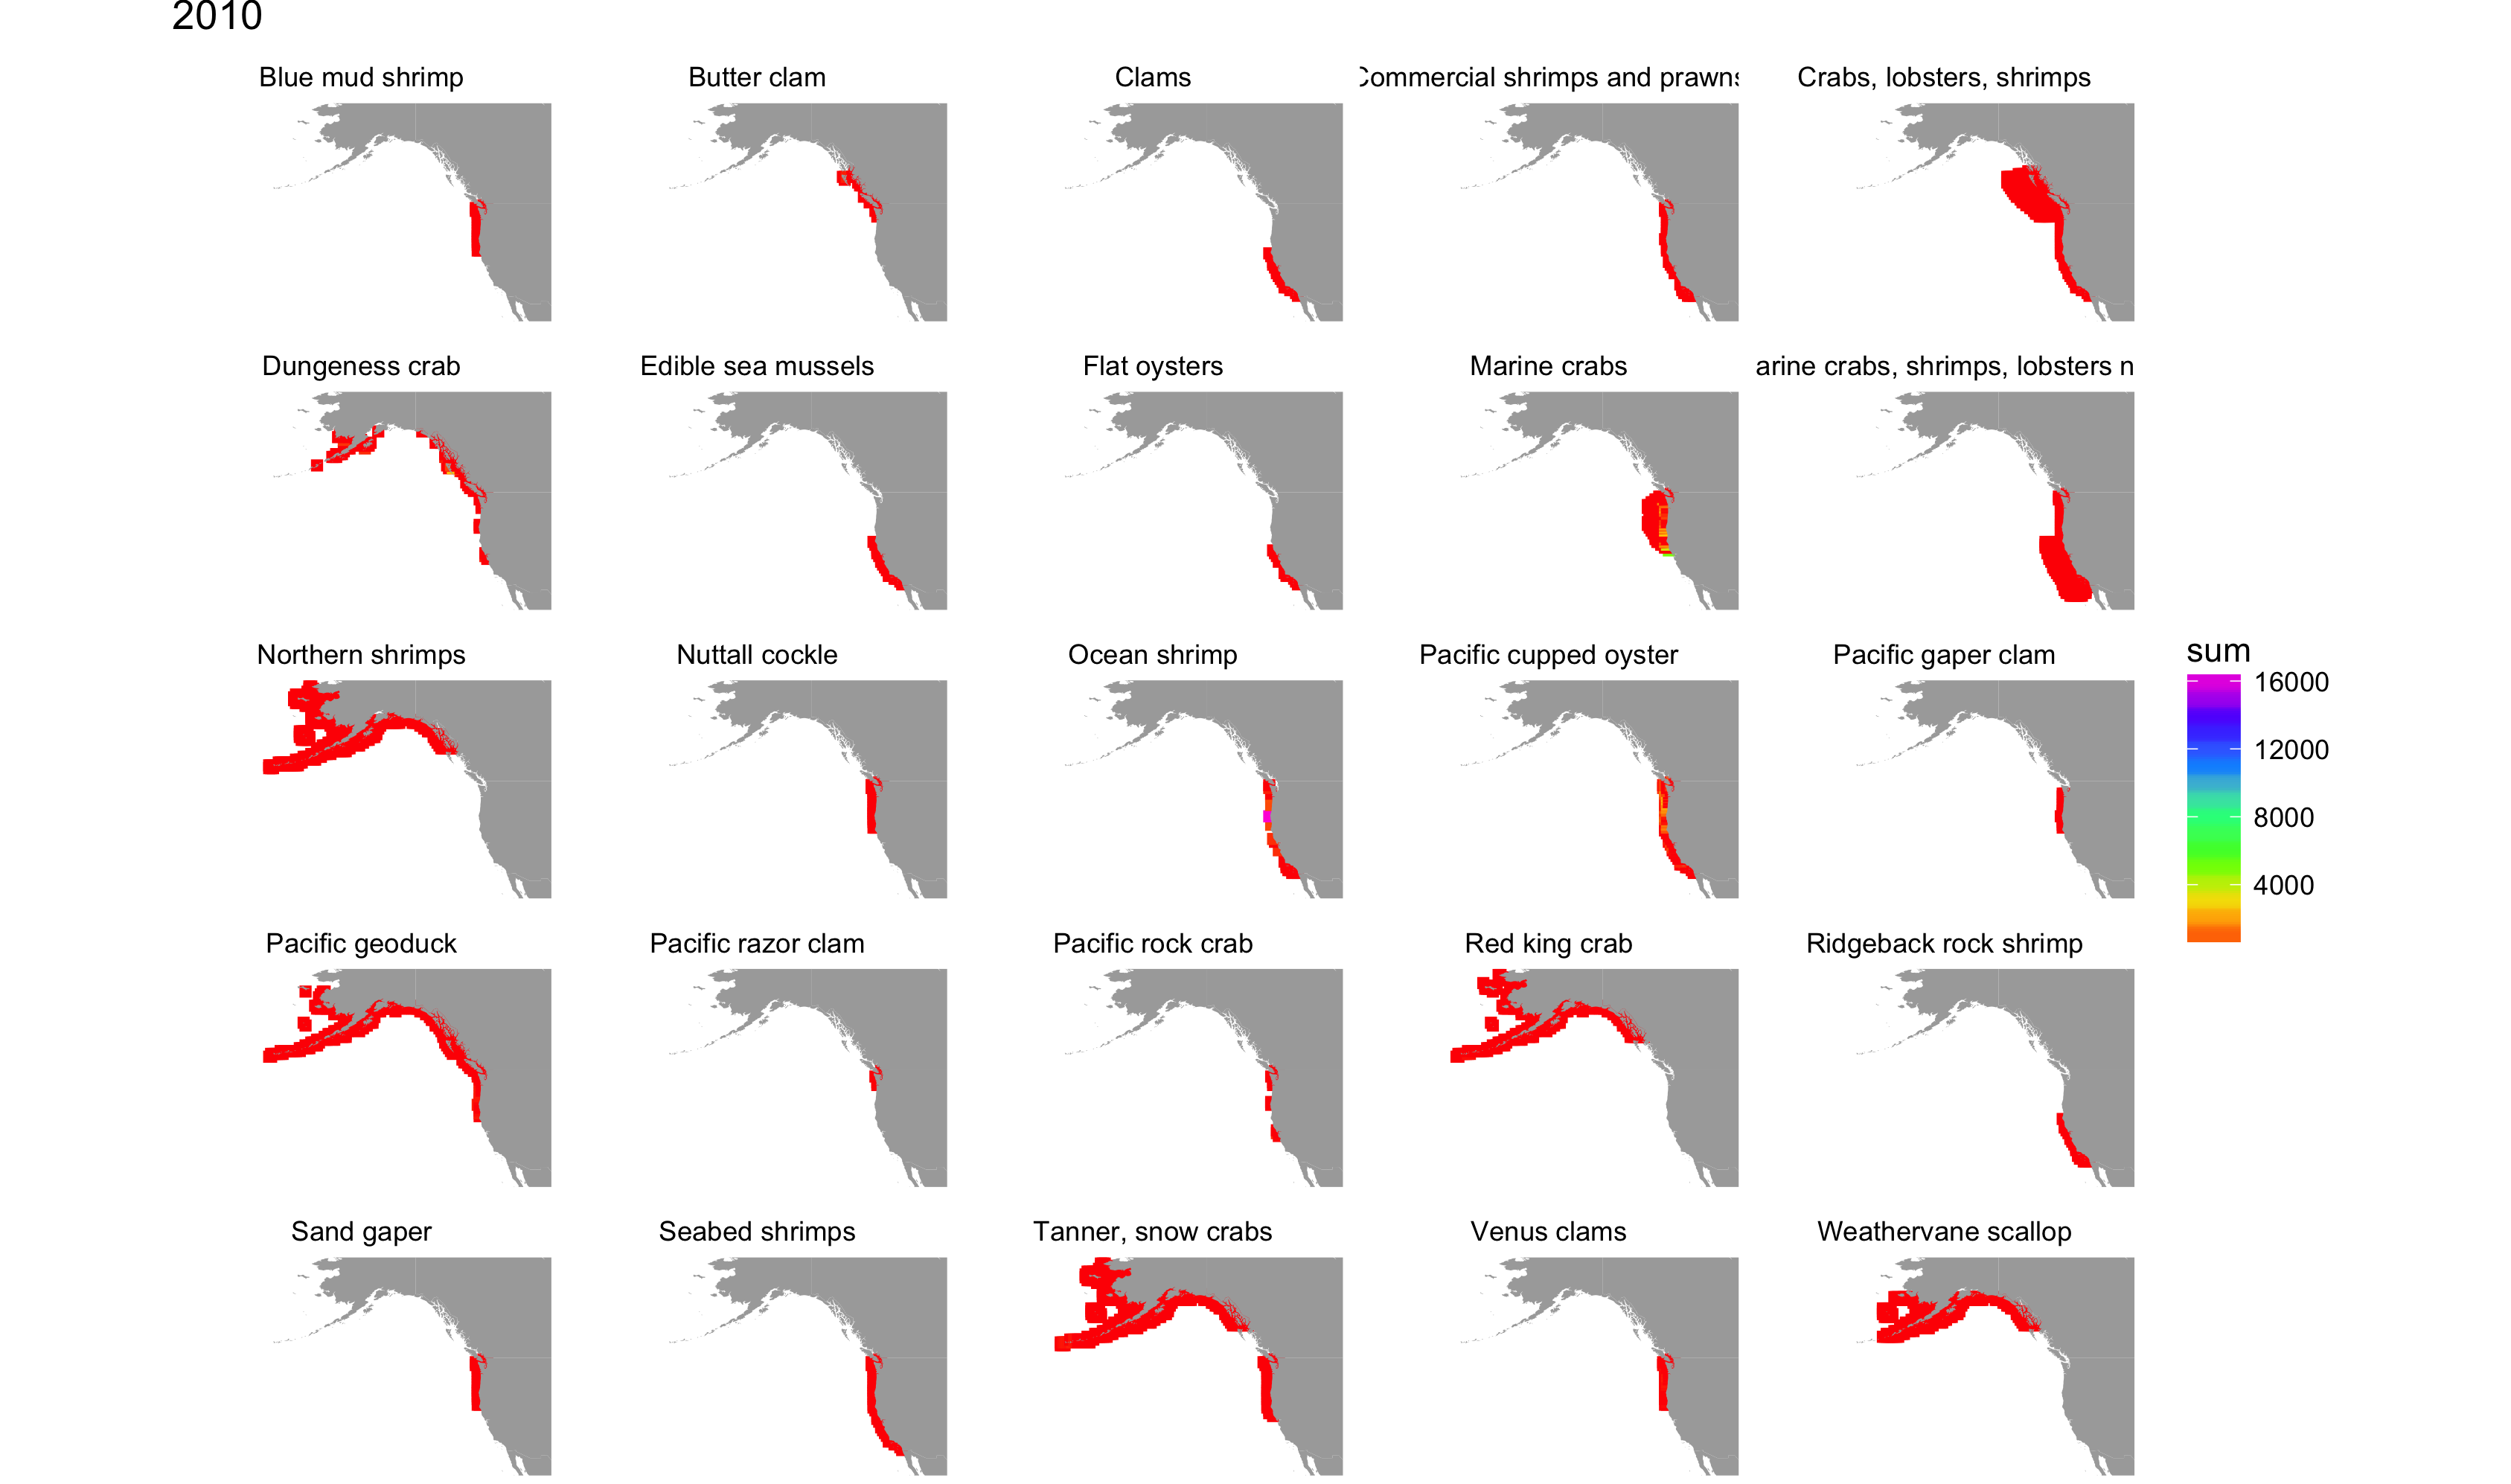 2010
Blue mud shrimp
Butter clam
Clams
Commercial shrimps and prawns
Crabs, lobsters, shrimps
Dungeness crab
Edible sea mussels
Flat oysters
Marine crabs
arine crabs, shrimps, lobsters n
Northern shrimps
Nuttall cockle
Ocean shrimp
Pacific cupped oyster
Pacific gaper clam
sum
16000
12000
8000
4000
Pacific geoduck
Pacific razor clam
Pacific rock crab
Red king crab
Ridgeback rock shrimp
Sand gaper
Seabed shrimps
Tanner, snow crabs
Venus clams
Weathervane scallop